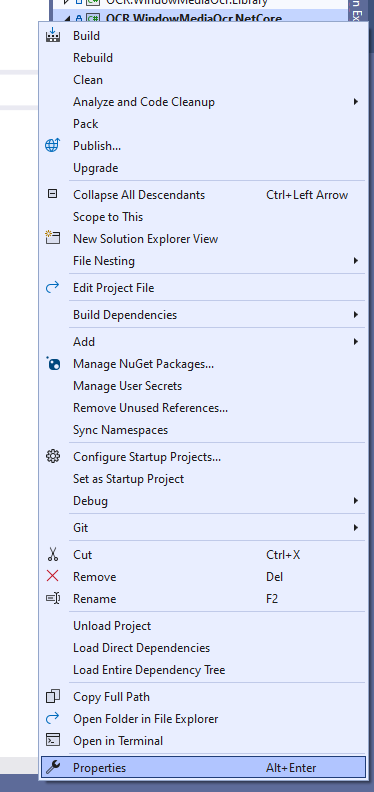 OCR.WindowMediaOcr.Library
OCR.WindowMediaOcr.NetCore
Build
Rebuild
Clean
Analyze and Code Cleanup
Pack
Publish...
Upgrade
Collapse All Descendants Ctrl+Left Arrow
Scope to This
New Solution Explorer View
File Nesting
Edit Project File
Build Dependencies
Add
Manage NuGet Packages...
Manage User Secrets
Remove Unused References...
Sync Namespaces
Configure Startup Projects...
Set as Startup Project
Debug
Git
Cut Ctrl+X
Remove Del
Rename F2
Unload Project
Load Direct Dependencies
Load Entire Dependency Tree
Copy Full Path
Open Folder in File Explorer
Open in Terminal
Properties Alt+Enter